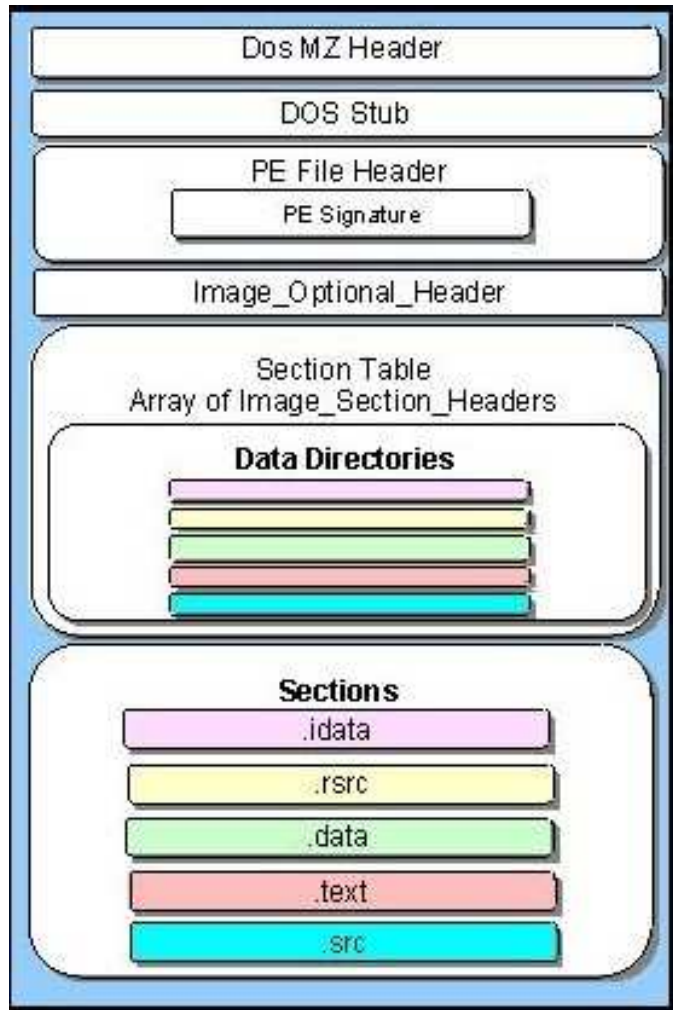 Dos MZ Header
DOS Stub
PE File Header
PE Signature
Image_Optional_Header
Section Table
Array of Image_Section_Headers
Data Directories
Sections
.idata
.rsrc
.data
.text
.src